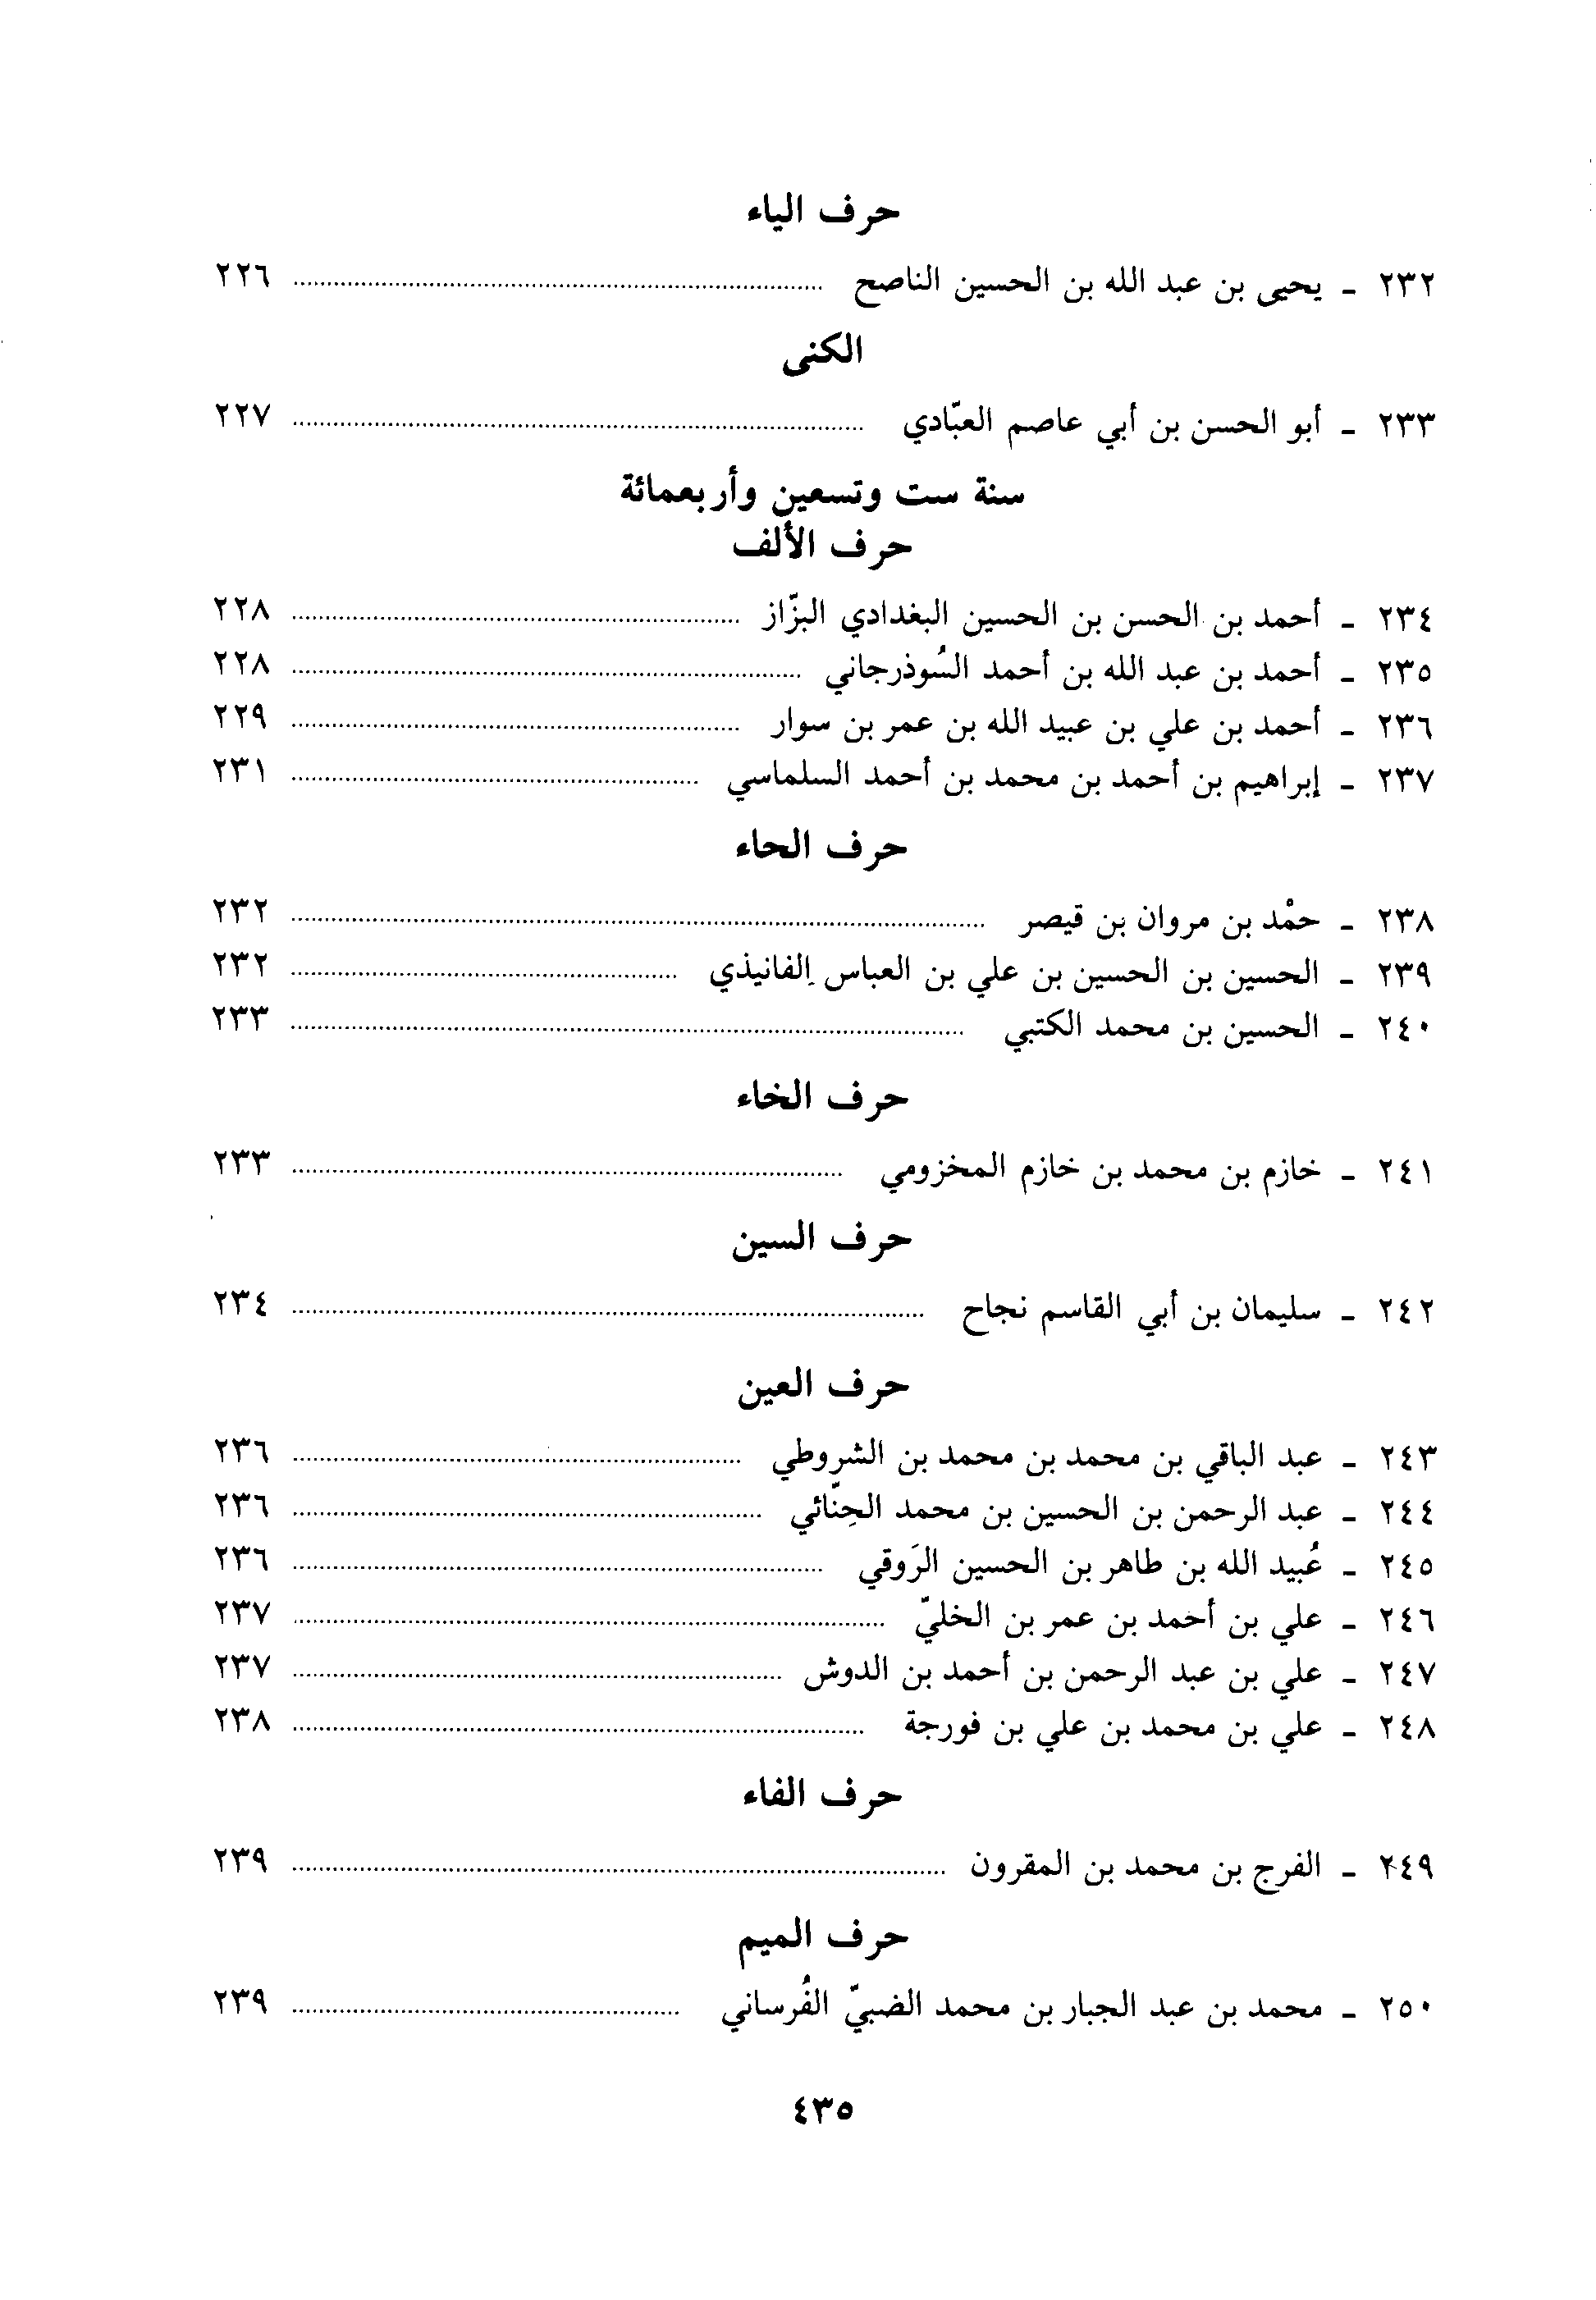 حرف الياء
٢٣٢ ـ يحيى بن عبد الله بن الحسين الناصح ........ ٢٢٦
الكنى
٢٣٣ ـ أبو الحسن بن أبي عاصم العبّادي ........ ٢٢٧
سنة ست وتسعين وأربعمائة
حرف الألف
٢٣٤ ـ أحمد بن الحسن بن الحسين البغدادي البزّاز ........ ٢٢٨
٢٣٥ ـ أحمد بن عبد الله بن أحمد السُوذرجاني ........ ٢٢٨
٢٣٦ ـ أحمد بن علي بن عبيد الله بن عمر بن سوار ........ ٢٢٩
٢٣٧ ـ إبراهيم بن أحمد بن محمد بن أحمد السلماسي ........ ٢٣١
حرف الحاء
٢٣٨ ـ حمْد بن مروان بن قيصر ........ ٢٣٢
٢٣٩ ـ الحسين بن الحسين بن علي بن العباس الفانيذي ........ ٢٣٢
٢٤٠ ـ الحسين بن محمد الكتبي ........ ٢٣٣
حرف الخاء
٢٤١ ـ خازم بن محمد بن خازم المخزومي ........ ٢٣٣
حرف السين
٢٤٢ ـ سليمان بن أبي القاسم نجاح ........ ٢٣٤
حرف العين
٢٤٣ ـ عبد الباقي بن محمد بن محمد بن الشروطي ........ ٢٣٦
٢٤٤ ـ عبد الرحمن بن الحسين بن محمد الحِنّائي ........ ٢٣٦
٢٤٥ ـ عُبيد الله بن طاهر بن الحسين الرَوقي ........ ٢٣٦
٢٤٦ ـ علي بن أحمد بن عمر بن الخليّ ........ ٢٣٧
٢٤٧ ـ علي بن عبد الرحمن بن أحمد بن الدوش ........ ٢٣٧
٢٤٨ ـ علي بن محمد بن علي بن فورجة ........ ٢٣٨
حرف الفاء
٢٤٩ ـ الفرج بن محمد بن المقرون ........ ٢٣٩
حرف الميم
٢٥٠ ـ محمد بن عبد الجبار بن محمد الضبيّ الفُرساني ........ ٢٣٩
٤٣٥